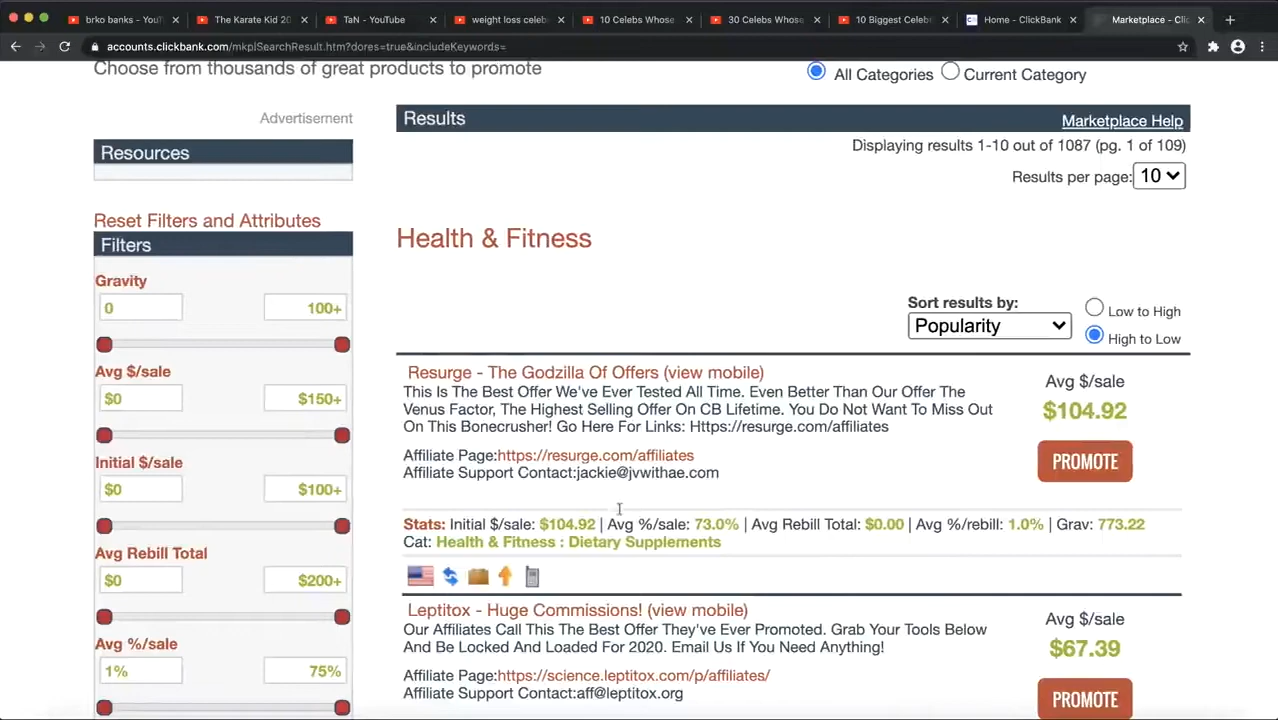 brko banks - YouT
The Karate Kid 20
TaN - YouTube
weight loss celeb
10 Celebs Whose
30 Celebs Whose
10 Biggest Celebr
Home - ClickBank
Marketplace - Clic
accounts.clickbank.com/mkplSearchResult.htm?dores=true&includeKeywords=
Choose from thousands of great products to promote
All Categories
Current Category
Advertisement
Resources
Reset Filters and Attributes
Filters
Gravity
0
100+
Avg $/sale
$0
$150+
Initial $/sale
$0
$100+
Avg Rebill Total
$0
$200+
Avg %/sale
1%
75%
Results
Marketplace Help
Displaying results 1-10 out of 1087 (pg. 1 of 109)
Results per page: 10
Health & Fitness
Sort results by:
Popularity
Low to High
High to Low
Resurge - The Godzilla Of Offers (view mobile)
This Is The Best Offer We've Ever Tested All Time. Even Better Than Our Offer The
Venus Factor, The Highest Selling Offer On CB Lifetime. You Do Not Want To Miss Out
On This Bonecrusher! Go Here For Links: Https://resurge.com/affiliates
Avg $/sale
$104.92
PROMOTE
Affiliate Page:https://resurge.com/affiliates
Affiliate Support Contact:jackie@jvwithae.com
Stats: Initial $/sale: $104.92 | Avg %/sale: 73.0% | Avg Rebill Total: $0.00 | Avg %/rebill: 1.0% | Grav: 773.22
Cat: Health & Fitness : Dietary Supplements
Leptitox - Huge Commissions! (view mobile)
Our Affiliates Call This The Best Offer They've Ever Promoted. Grab Your Tools Below
And Be Locked And Loaded For 2020. Email Us If You Need Anything!
Avg $/sale
$67.39
PROMOTE
Affiliate Page:https://science.leptitox.com/p/affiliates/
Affiliate Support Contact:aff@leptitox.org